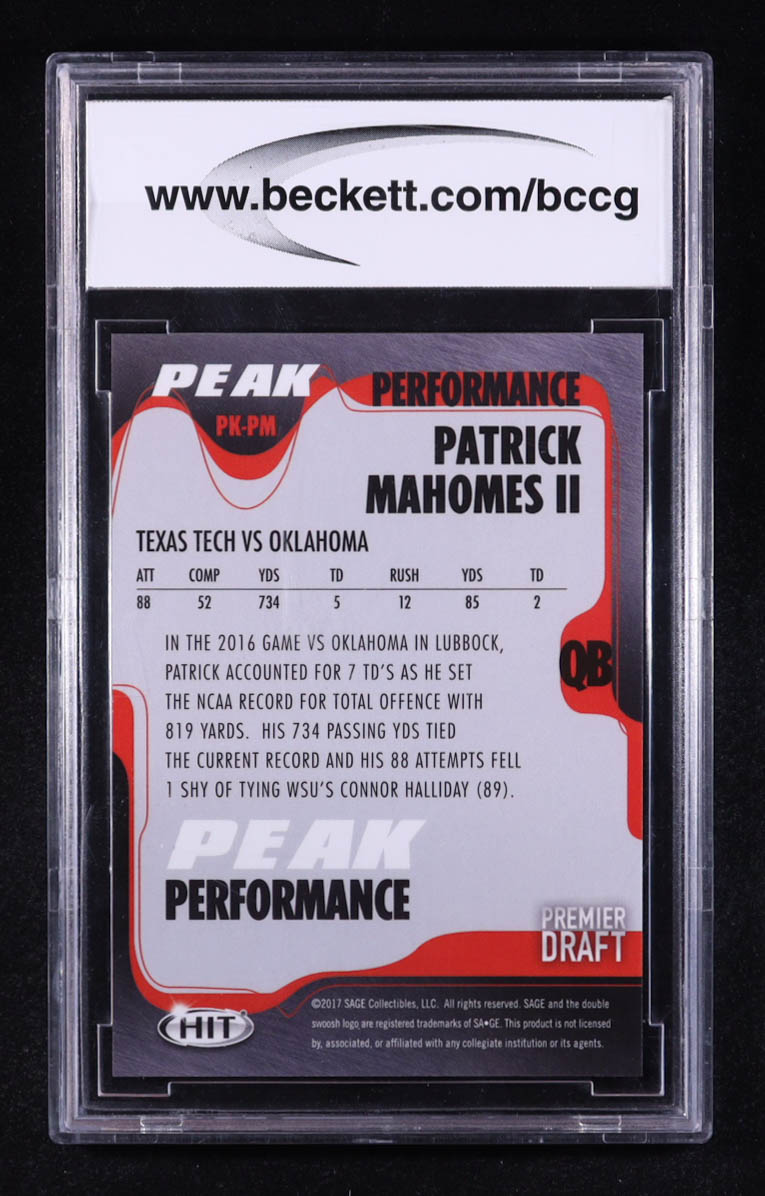 www.beckett.com/bccg
PEAK PERFORMANCE
PK-PM
PATRICK
MAHOMES II
TEXAS TECH VS OKLAHOMA
ATT COMP YDS TD RUSH YDS TD
88 52 734 5 12 85 2
IN THE 2016 GAME VS OKLAHOMA IN LUBBOCK,
PATRICK ACCOUNTED FOR 7 TD'S AS HE SET
THE NCAA RECORD FOR TOTAL OFFENCE WITH
819 YARDS. HIS 734 PASSING YDS TIED
THE CURRENT RECORD AND HIS 88 ATTEMPTS FELL
1 SHY OF TYING WSU'S CONNOR HALLIDAY (89).
QB
PEAK
PERFORMANCE
PREMIER
DRAFT
HIT
©2017 SAGE Collectibles, LLC. All rights reserved. SAGE and the double
swoosh logo are registered trademarks of SA•GE. This product is not licensed
by, associated, or affiliated with any collegiate institution or its agents.